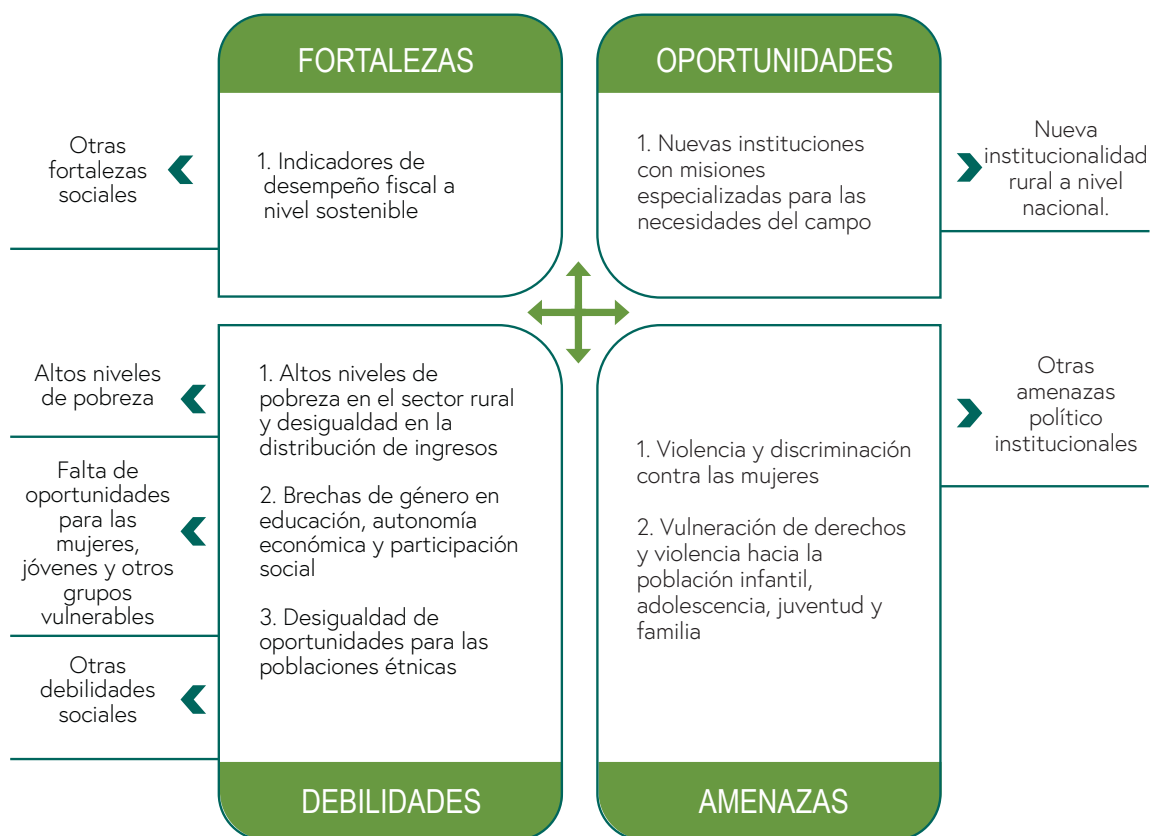 FORTALEZAS
Otras
fortalezas
sociales
1. Indicadores de
desempeño fiscal a
nivel sostenible
OPORTUNIDADES
1. Nuevas instituciones
con misiones
especializadas para las
necesidades del campo
Nueva
institucionalidad
rural a nivel
nacional.
Altos niveles
de pobreza
Falta de
oportunidades
para las
mujeres,
jóvenes y otros
grupos
vulnerables
Otras
debilidades
sociales
1. Altos niveles de
pobreza en el sector rural
y desigualdad en la
distribución de ingresos
2. Brechas de género en
educación, autonomía
económica y participación
social
3. Desigualdad de
oportunidades para las
poblaciones étnicas
DEBILIDADES
1. Violencia y discriminación
contra las mujeres
2. Vulneración de derechos
y violencia hacia la
población infantil,
adolescencia, juventud y
familia
AMENAZAS
Otras
amenazas
político
institucionales